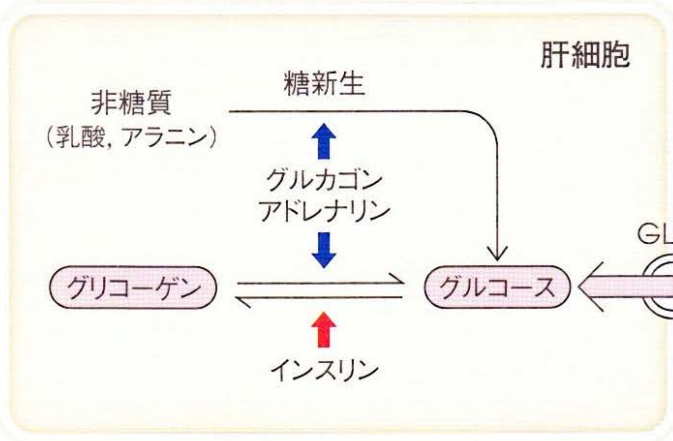 肝細胞
糖新生
非糖質
(乳酸, アラニン)
グルカゴン
アドレナリン
GL
グリコーゲン
グルコース
インスリン